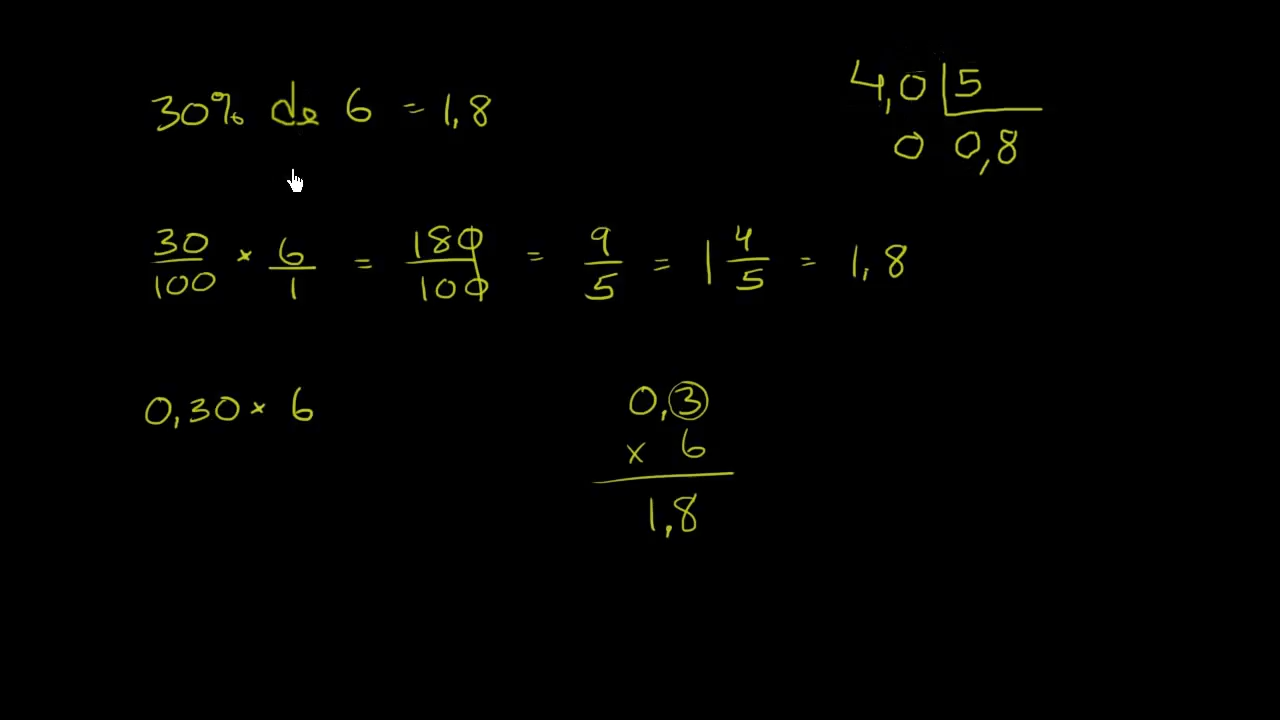 30% de 6 = 1,8
4,0 | 5
0 0,8
30/100 × 6/1 = 180/100 = 9/5 = 1 4/5 = 1,8
0,30 × 6
0,3
× 6
1,8